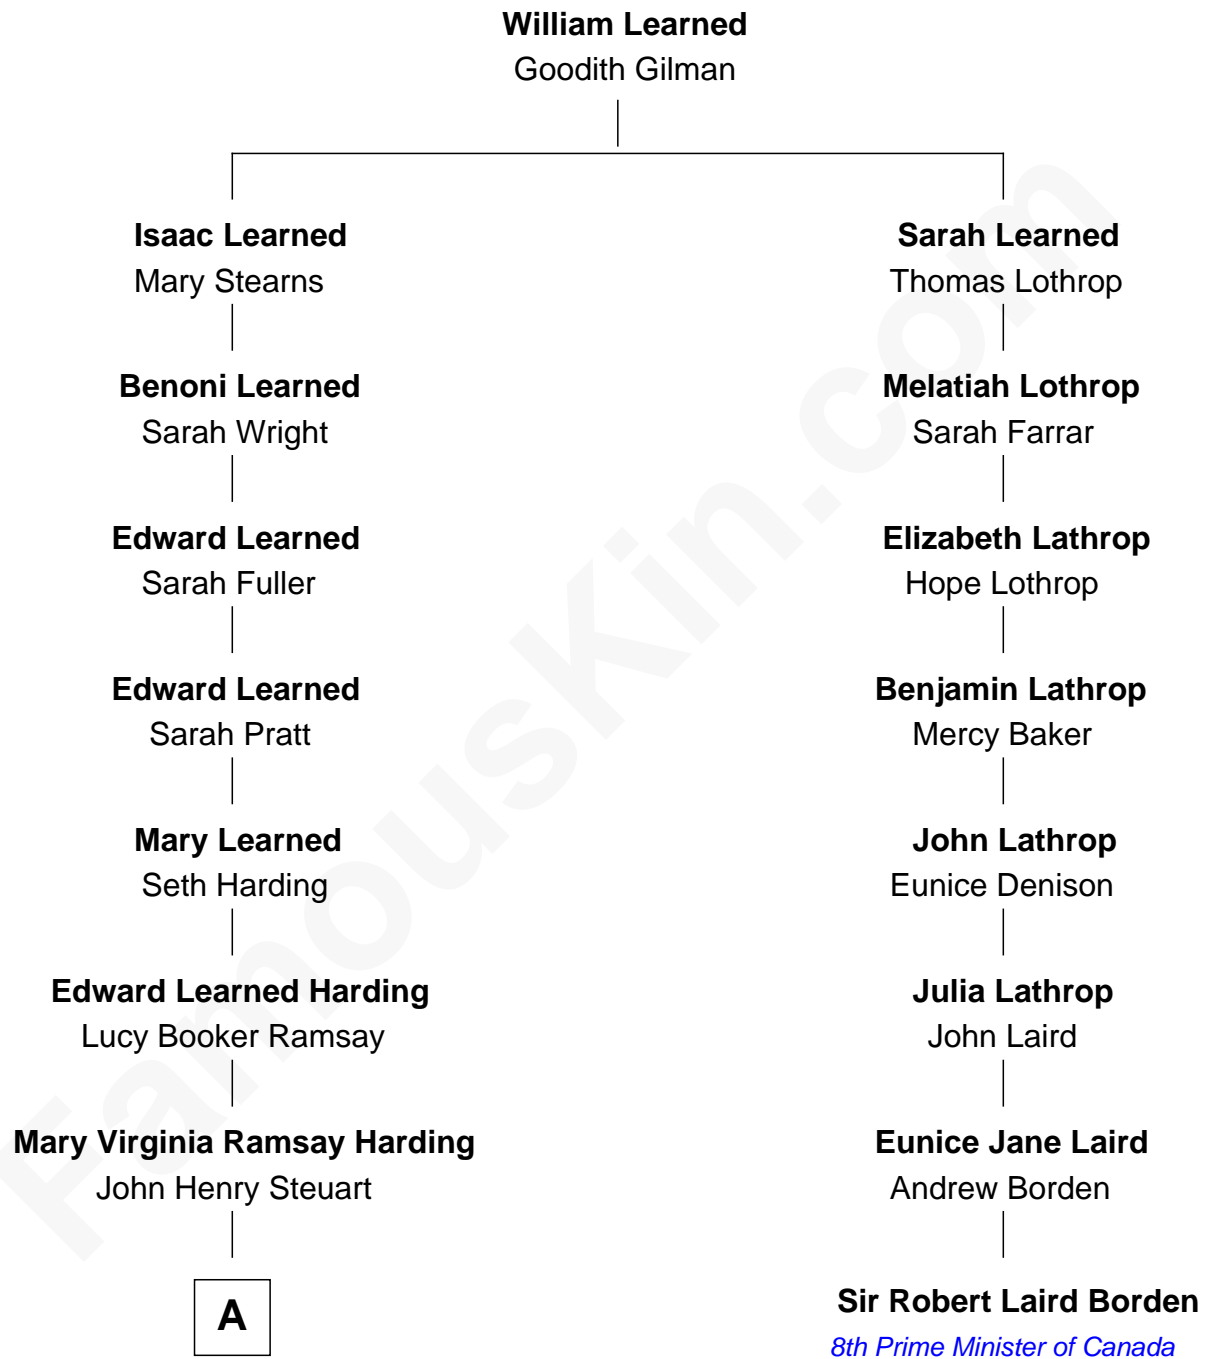 William Learned
Goodith Gilman
Isaac Learned
Mary Stearns
Benoni Learned
Sarah Wright
Edward Learned
Sarah Fuller
Edward Learned
Sarah Pratt
Mary Learned
Seth Harding
Edward Learned Harding
Lucy Booker Ramsay
Mary Virginia Ramsay Harding
John Henry Steuart
A
Sarah Learned
Thomas Lothrop
Melatiah Lothrop
Sarah Farrar
Elizabeth Lathrop
Hope Lothrop
Benjamin Lathrop
Mercy Baker
John Lathrop
Eunice Denison
Julia Lathrop
John Laird
Eunice Jane Laird
Andrew Borden
Sir Robert Laird Borden
8th Prime Minister of Canada
FamousKin.com